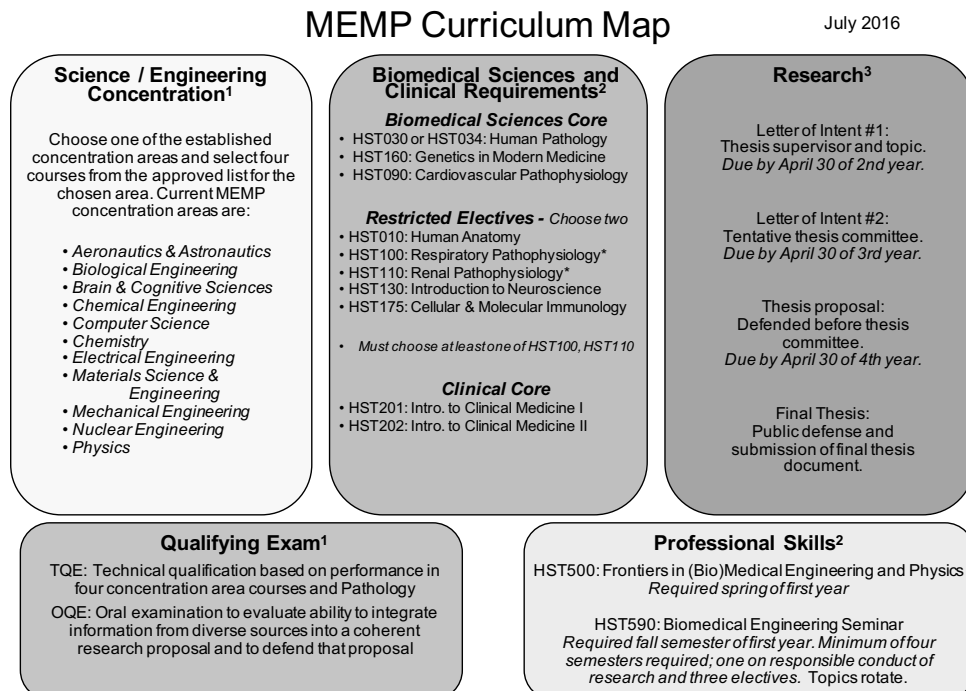 MEMP Curriculum Map
July 2016
Science / Engineering
Concentration¹
Choose one of the established
concentration areas and select four
courses from the approved list for the
chosen area. Current MEMP
concentration areas are:
• Aeronautics & Astronautics
• Biological Engineering
• Brain & Cognitive Sciences
• Chemical Engineering
• Computer Science
• Chemistry
• Electrical Engineering
• Materials Science &
Engineering
• Mechanical Engineering
• Nuclear Engineering
• Physics
Biomedical Sciences and
Clinical Requirements²
Biomedical Sciences Core
• HST030 or HST034: Human Pathology
• HST160: Genetics in Modern Medicine
• HST090: Cardiovascular Pathophysiology
Restricted Electives - Choose two
• HST010: Human Anatomy
• HST100: Respiratory Pathophysiology*
• HST110: Renal Pathophysiology*
• HST130: Introduction to Neuroscience
• HST175: Cellular & Molecular Immunology
• Must choose at least one of HST100, HST110
Clinical Core
• HST201: Intro. to Clinical Medicine I
• HST202: Intro. to Clinical Medicine II
Research³
Letter of Intent #1:
Thesis supervisor and topic.
Due by April 30 of 2nd year.
Letter of Intent #2:
Tentative thesis committee.
Due by April 30 of 3rd year.
Thesis proposal:
Defended before thesis
committee.
Due by April 30 of 4th year.
Final Thesis:
Public defense and
submission of final thesis
document.
Qualifying Exam¹
TQE: Technical qualification based on performance in
four concentration area courses and Pathology
OQE: Oral examination to evaluate ability to integrate
information from diverse sources into a coherent
research proposal and to defend that proposal
Professional Skills²
HST500: Frontiers in (Bio)Medical Engineering and Physics
Required spring of first year
HST590: Biomedical Engineering Seminar
Required fall semester of first year. Minimum of four
semesters required; one on responsible conduct of
research and three electives. Topics rotate.